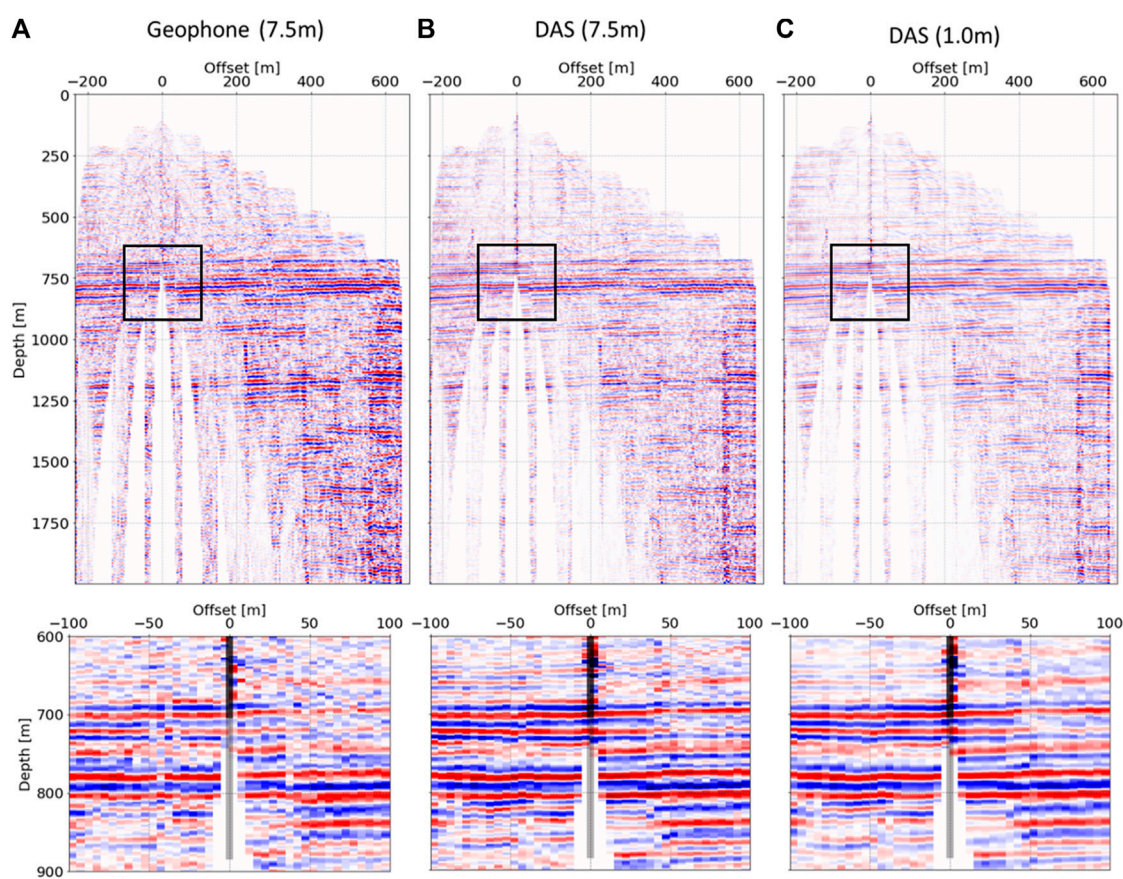 A Geophone (7.5m) B DAS (7.5m) C DAS (1.0m)
Offset [m] Offset [m] Offset [m]
−200 0 200 400 600 −200 0 200 400 600 −200 0 200 400 600
0
250
500
750
1000
1250
1500
1750
Depth [m]
Offset [m] Offset [m] Offset [m]
−100 −50 0 50 100 −100 −50 0 50 100 −100 −50 0 50 100
600
700
800
900
Depth [m]